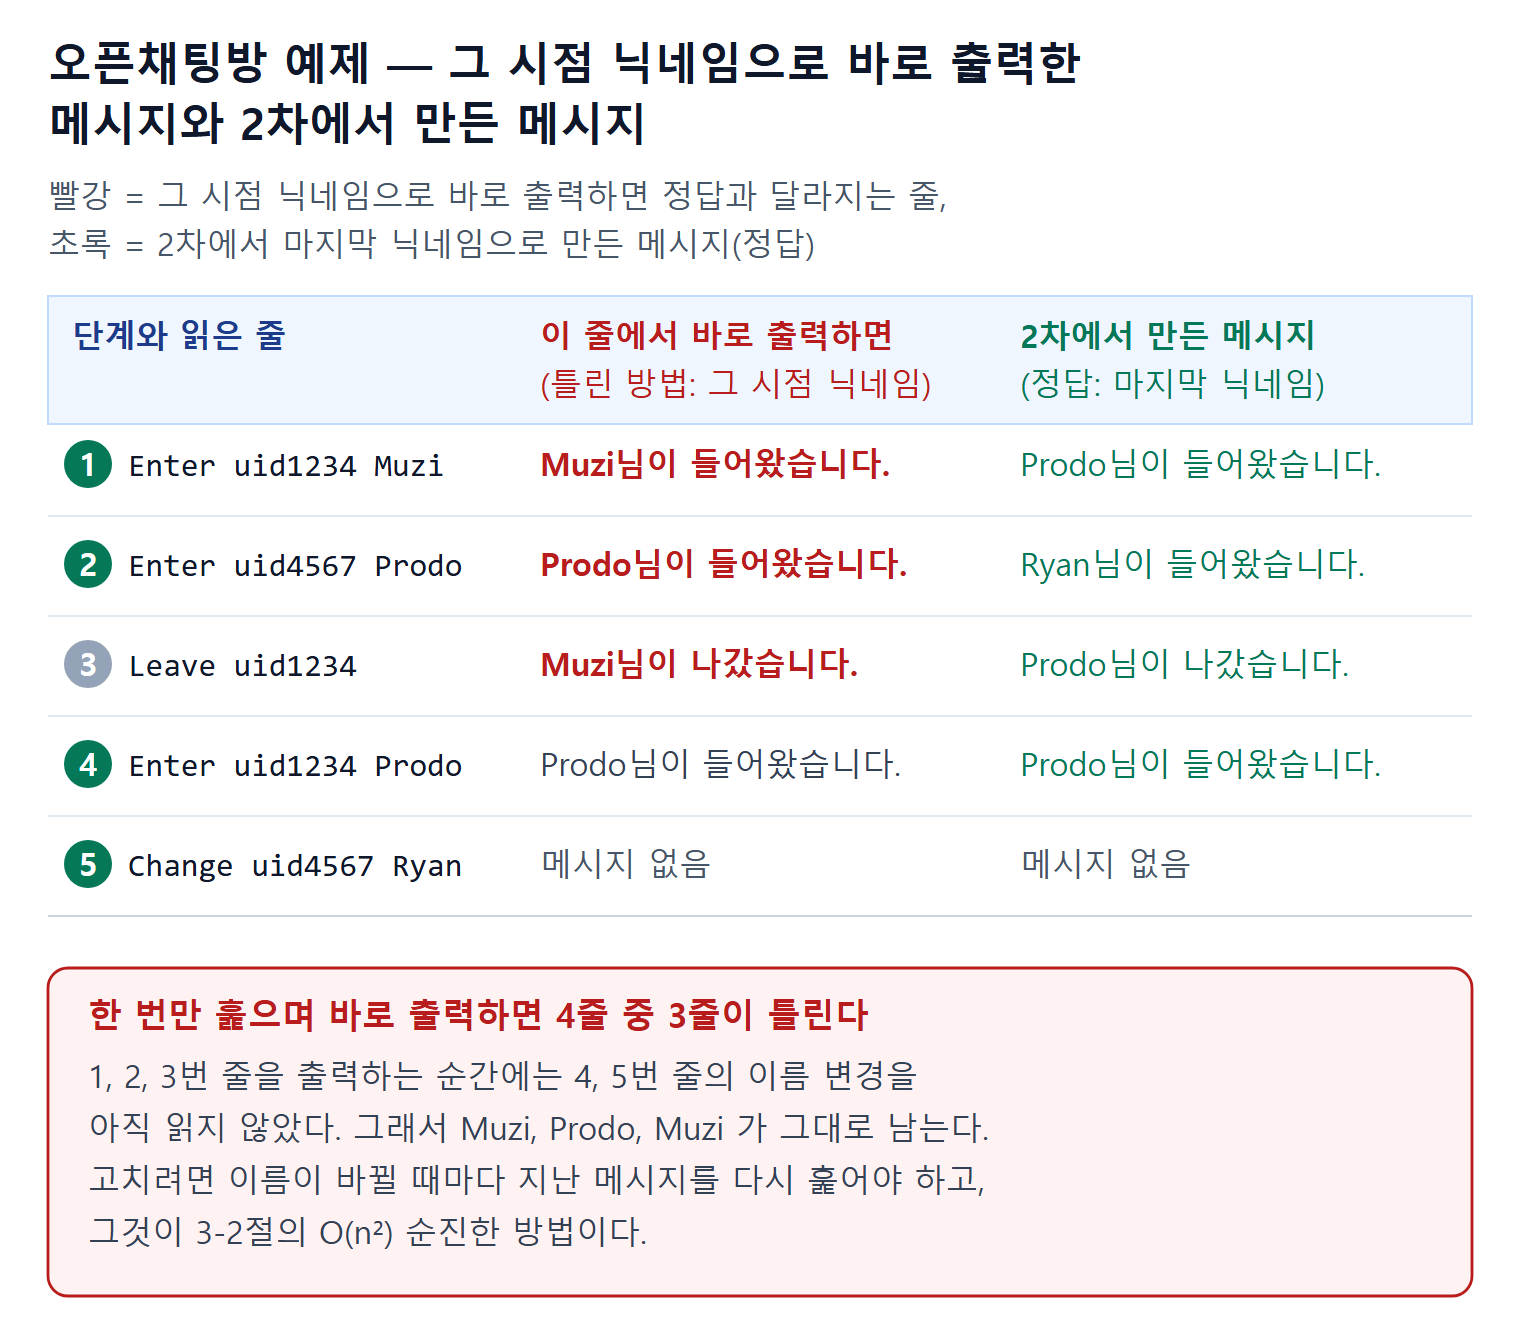 오픈채팅방 예제 — 그 시점 닉네임으로 바로 출력한
메시지와 2차에서 만든 메시지
빨강 = 그 시점 닉네임으로 바로 출력하면 정답과 달라지는 줄,
초록 = 2차에서 마지막 닉네임으로 만든 메시지(정답)
단계와 읽은 줄 이 줄에서 바로 출력하면 2차에서 만든 메시지
(틀린 방법: 그 시점 닉네임) (정답: 마지막 닉네임)
1 Enter uid1234 Muzi Muzi님이 들어왔습니다. Prodo님이 들어왔습니다.
2 Enter uid4567 Prodo Prodo님이 들어왔습니다. Ryan님이 들어왔습니다.
3 Leave uid1234 Muzi님이 나갔습니다. Prodo님이 나갔습니다.
4 Enter uid1234 Prodo Prodo님이 들어왔습니다. Prodo님이 들어왔습니다.
5 Change uid4567 Ryan 메시지 없음 메시지 없음
한 번만 훑으며 바로 출력하면 4줄 중 3줄이 틀린다
1, 2, 3번 줄을 출력하는 순간에는 4, 5번 줄의 이름 변경을
아직 읽지 않았다. 그래서 Muzi, Prodo, Muzi 가 그대로 남는다.
고치려면 이름이 바뀔 때마다 지난 메시지를 다시 훑어야 하고,
그것이 3-2절의 O(n²) 순진한 방법이다.